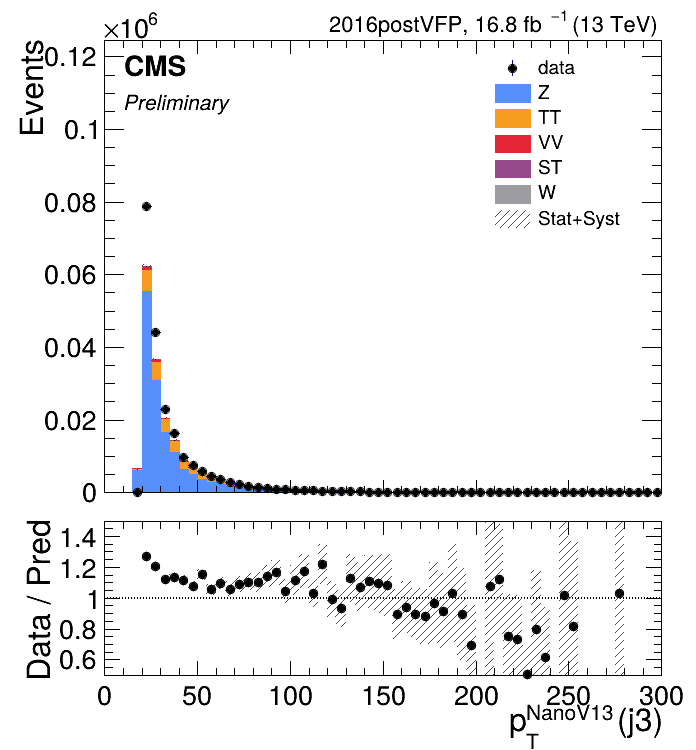 ×10⁶
2016postVFP, 16.8 fb ⁻¹ (13 TeV)
CMS
Preliminary
Events
0.12
0.1
0.08
0.06
0.04
0.02
0
data
Z
TT
VV
ST
W
Stat+Syst
Data / Pred
1.4
1.2
1
0.8
0.6
0 50 100 150 200 250 300
p_T^NanoV13 (j3)